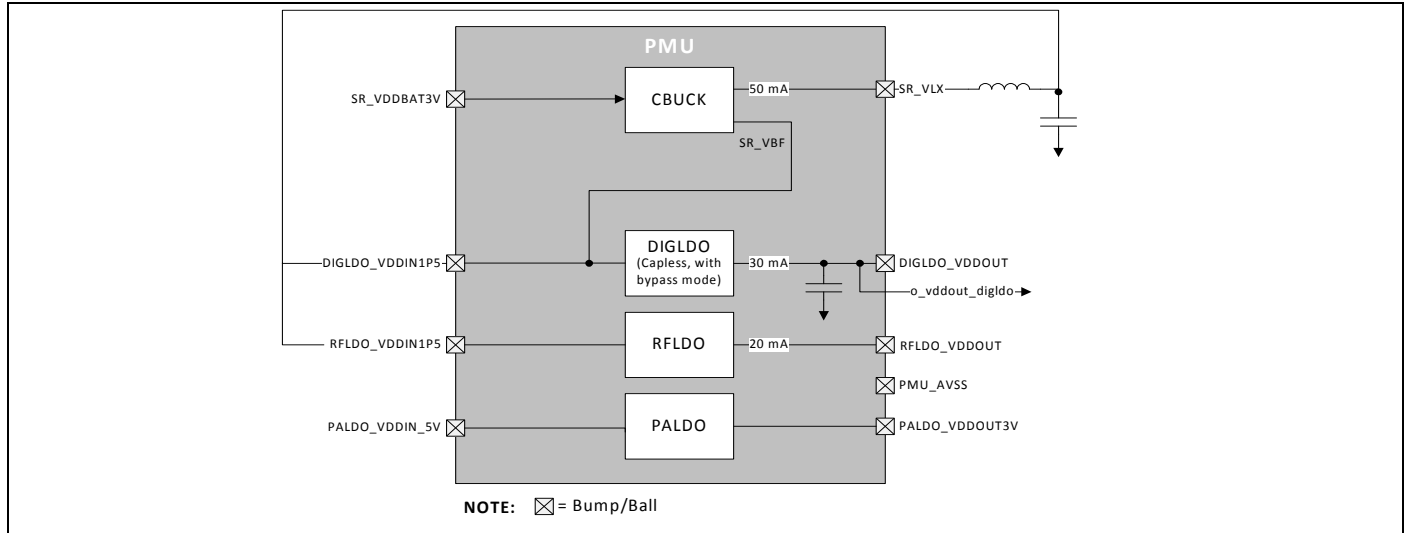 PMU
SR_VDDBAT3V
CBUCK
50 mA
SR_VLX
SR_VBF
DIGLDO_VDDIN1P5
DIGLDO
(Capless, with
bypass mode)
30 mA
DIGLDO_VDDOUT
o_vddout_digldo
RFLDO_VDDIN1P5
RFLDO
20 mA
RFLDO_VDDOUT
PMU_AVSS
PALDO_VDDIN_5V
PALDO
PALDO_VDDOUT3V
NOTE: = Bump/Ball